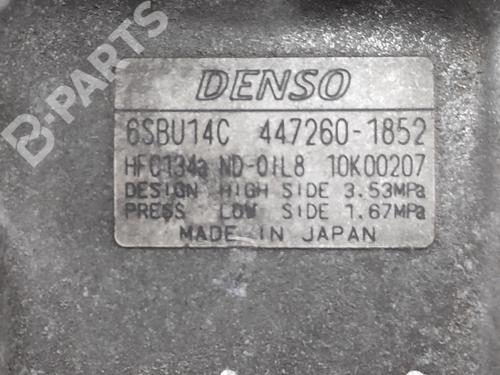 B-PARTS
DENSO
6SBU14C 447260-1852
HFC134a ND-OIL8 10K00207
DESIGN HIGH SIDE 3.53MPa
PRESS LOW SIDE 1.67MPa
MADE IN JAPAN